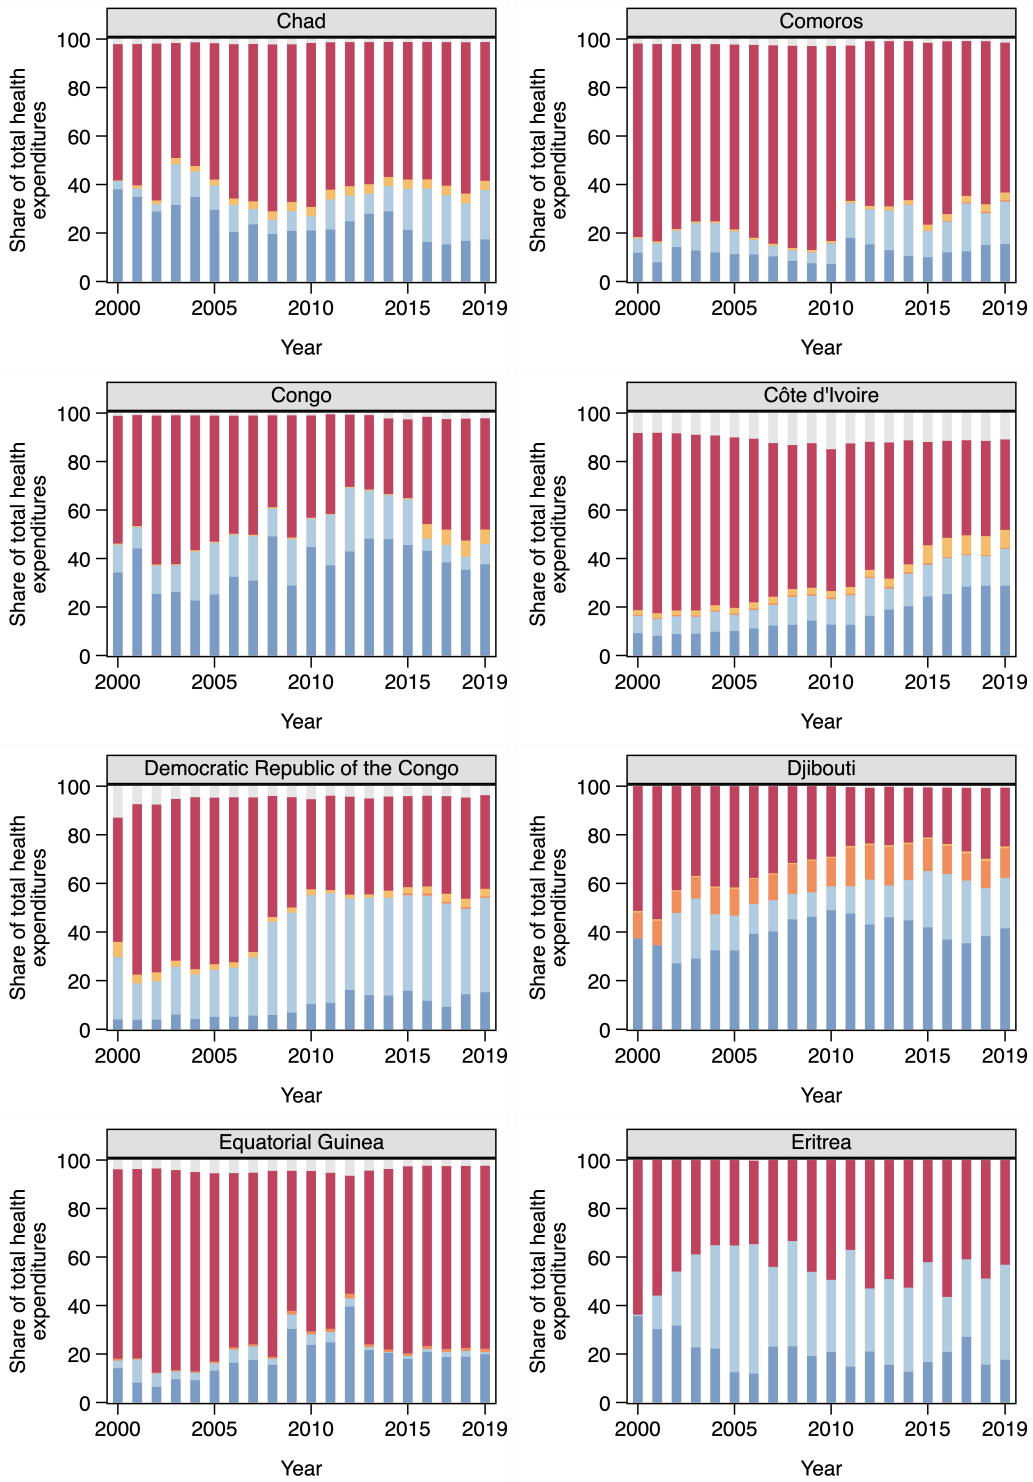 Chad
Share of total health
expenditures
100
80
60
40
20
0
2000
2005
2010
2015
2019
Year
Comoros
Share of total health
expenditures
100
80
60
40
20
0
2000
2005
2010
2015
2019
Year
Congo
Share of total health
expenditures
100
80
60
40
20
0
2000
2005
2010
2015
2019
Year
Côte d'Ivoire
Share of total health
expenditures
100
80
60
40
20
0
2000
2005
2010
2015
2019
Year
Democratic Republic of the Congo
Share of total health
expenditures
100
80
60
40
20
0
2000
2005
2010
2015
2019
Year
Djibouti
Share of total health
expenditures
100
80
60
40
20
0
2000
2005
2010
2015
2019
Year
Equatorial Guinea
Share of total health
expenditures
100
80
60
40
20
0
2000
2005
2010
2015
2019
Year
Eritrea
Share of total health
expenditures
100
80
60
40
20
0
2000
2005
2010
2015
2019
Year